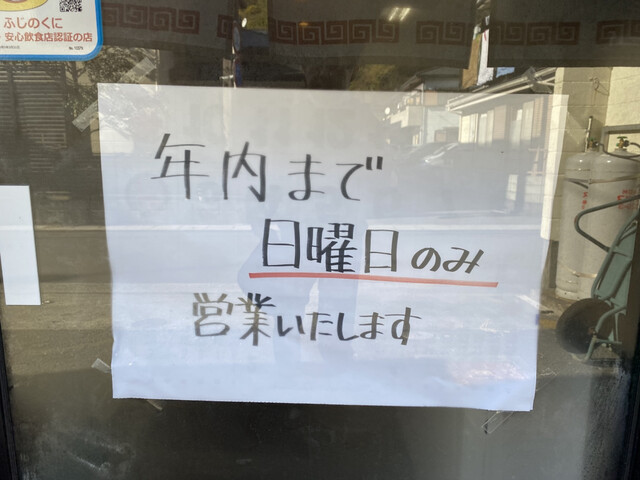 ふじのくに
安心飲食店認証の店
年内まで
日曜日のみ
営業いたします